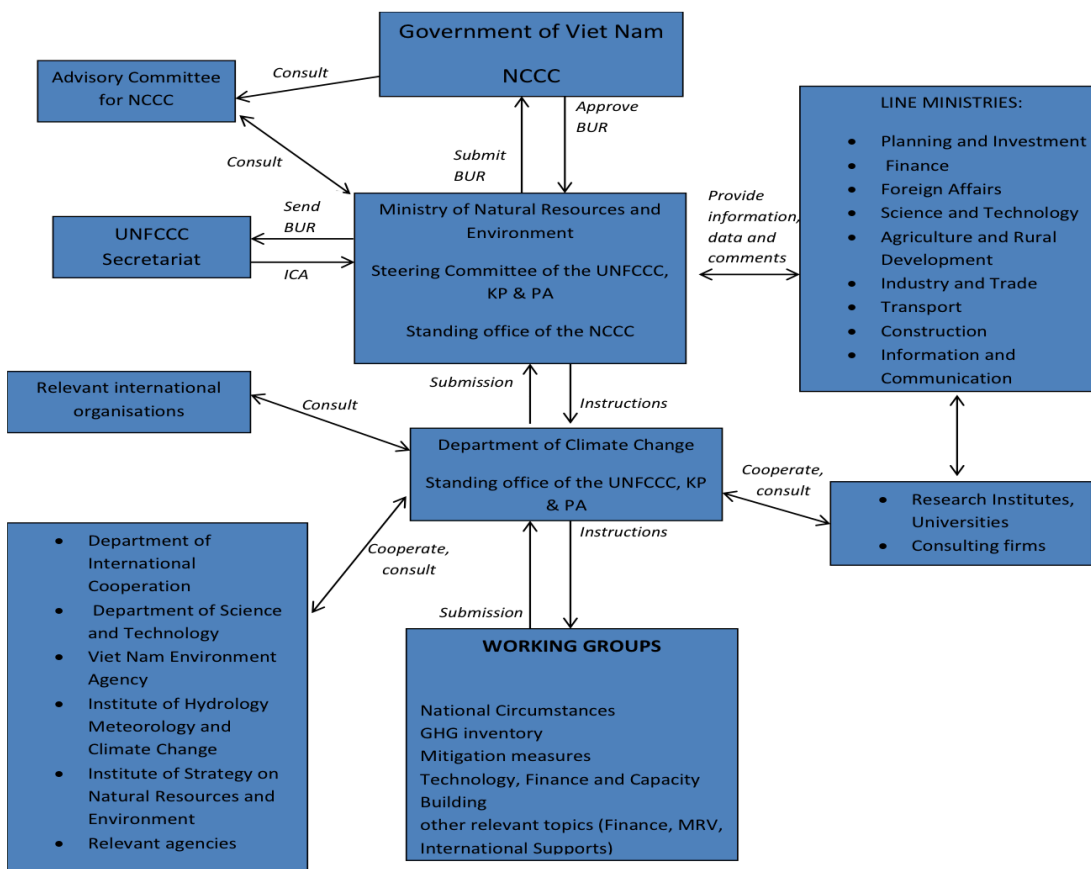 Government of Viet Nam
NCCC
Advisory Committee
for NCCC
Consult
Consult
Submit
BUR
Approve
BUR
LINE MINISTRIES:
• Planning and Investment
• Finance
• Foreign Affairs
• Science and Technology
• Agriculture and Rural
Development
• Industry and Trade
• Transport
• Construction
• Information and
Communication
Provide
information,
data and
comments
Ministry of Natural Resources and
Environment
Steering Committee of the UNFCCC,
KP & PA
Standing office of the NCCC
Send
BUR
UNFCCC
Secretariat
ICA
Submission
Instructions
Relevant international
organisations
Consult
Department of Climate Change
Standing office of the UNFCCC, KP
& PA
Cooperate,
consult
• Research Institutes,
Universities
• Consulting firms
Cooperate,
consult
Instructions
Submission
• Department of
International
Cooperation
• Department of Science
and Technology
• Viet Nam Environment
Agency
• Institute of Hydrology
Meteorology and
Climate Change
• Institute of Strategy on
Natural Resources and
Environment
• Relevant agencies
WORKING GROUPS
National Circumstances
GHG inventory
Mitigation measures
Technology, Finance and Capacity
Building
other relevant topics (Finance, MRV,
International Supports)